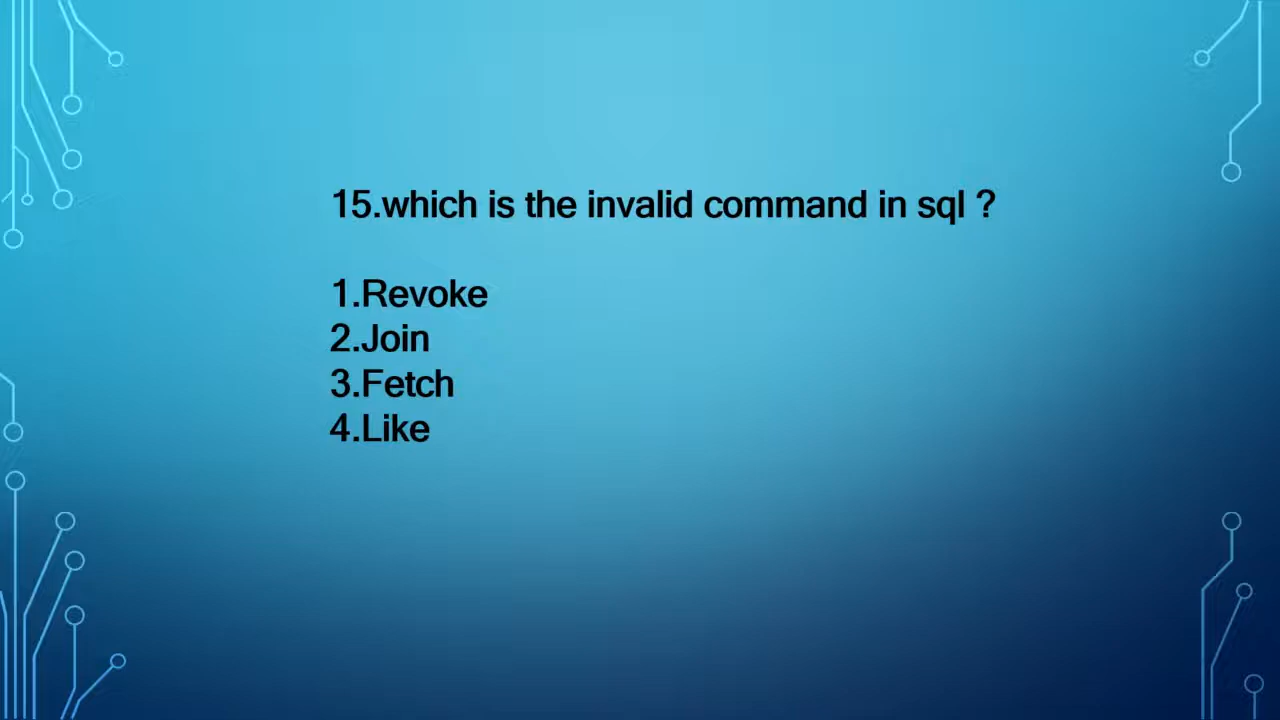 15.which is the invalid command in sql ?
1.Revoke
2.Join
3.Fetch
4.Like